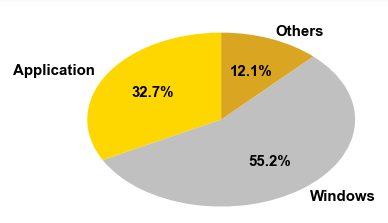 Others
Application
12.1%
32.7%
55.2%
Windows